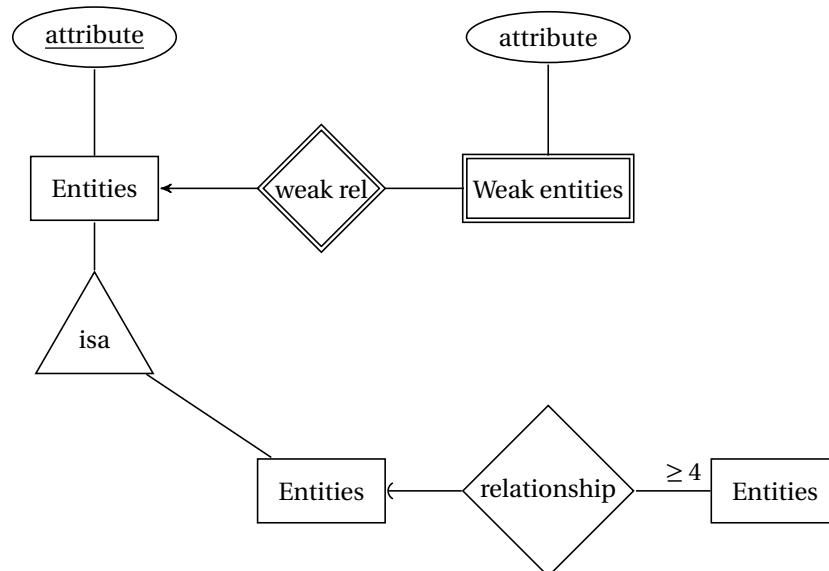 attribute
attribute
Entities
weak rel
Weak entities
isa
Entities
relationship
≥ 4
Entities